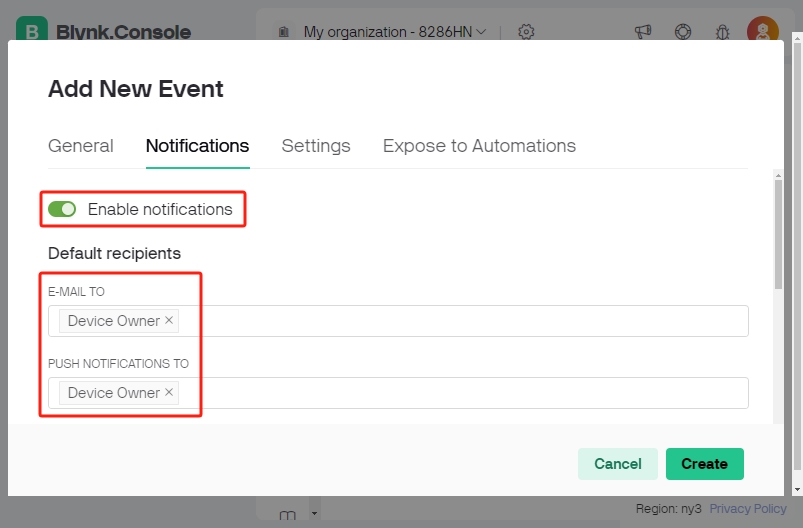 B Blynk.Console
My organization - 8286HN
Add New Event
General Notifications Settings Expose to Automations
Enable notifications
Default recipients
E-MAIL TO
Device Owner ×
PUSH NOTIFICATIONS TO
Device Owner ×
Cancel Create
Region: ny3 Privacy Policy